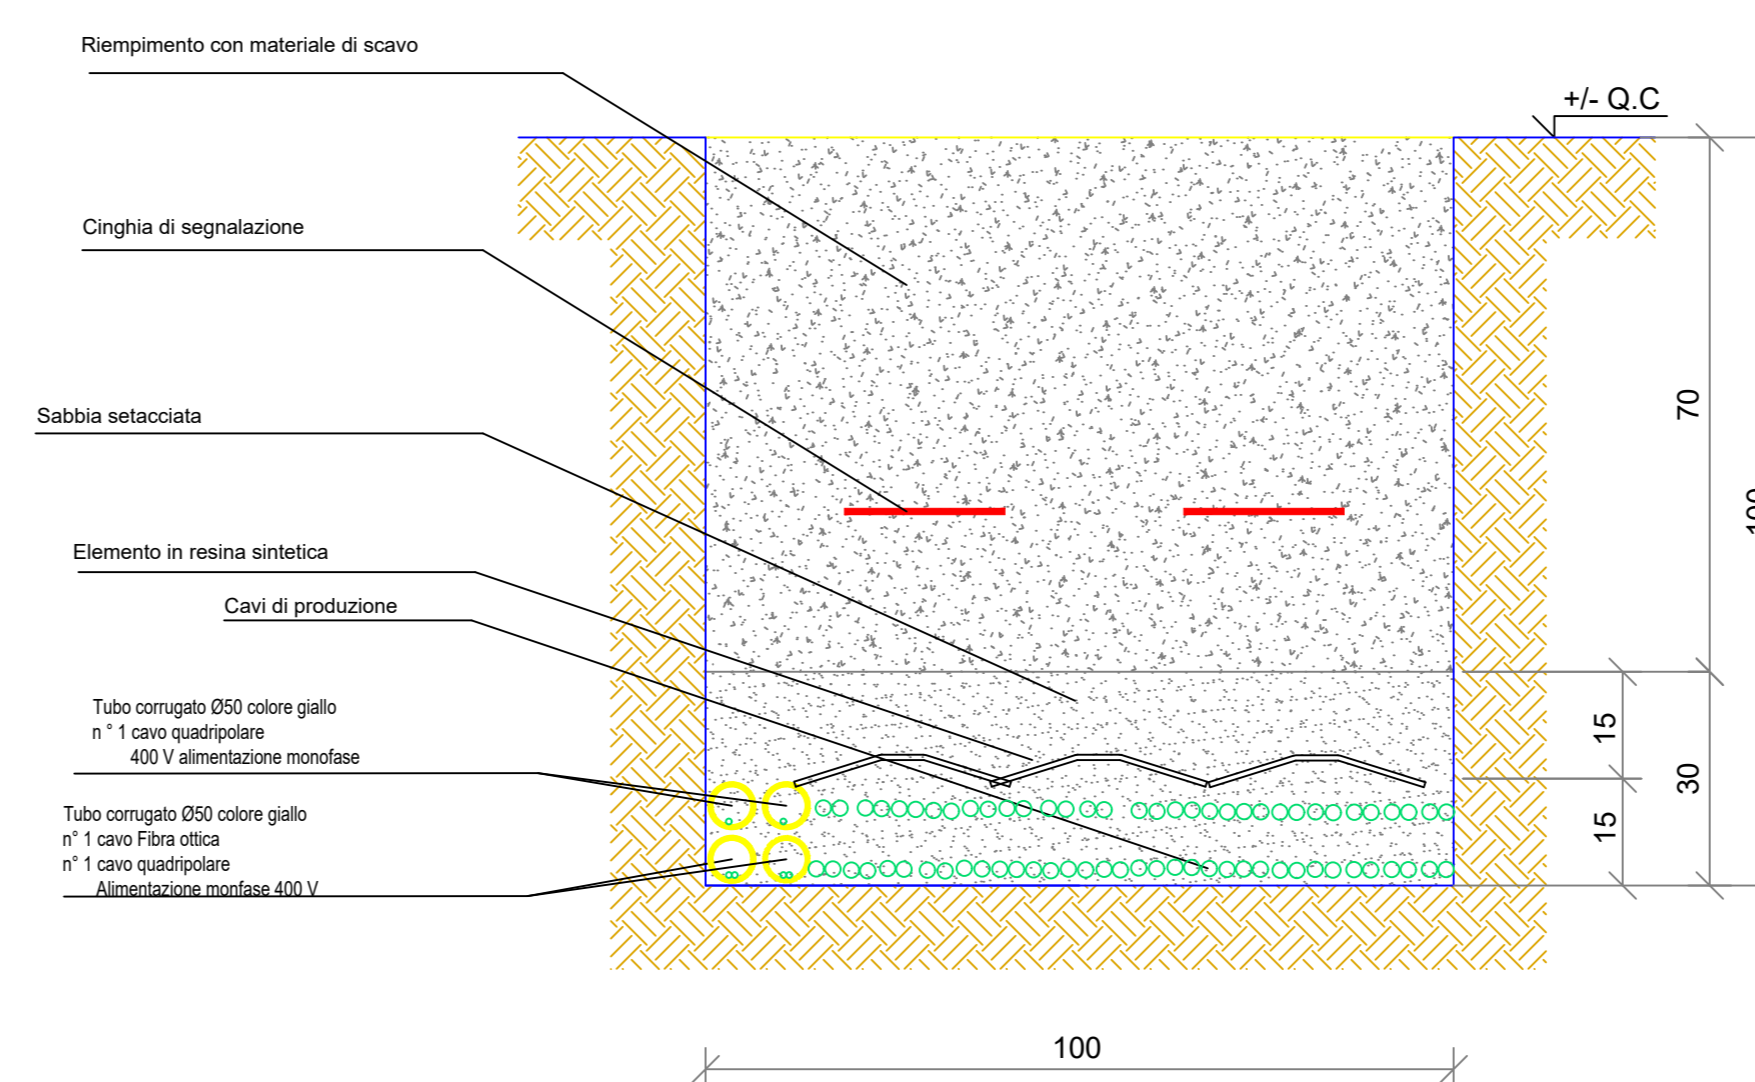 Riempimento con materiale di scavo
+/- Q.C
Cinghia di segnalazione
70
Sabbia setacciata
Elemento in resina sintetica
Cavi di produzione
Tubo corrugato Ø50 colore giallo
n ° 1 cavo quadripolare
400 V alimentazione monofase
15
30
Tubo corrugato Ø50 colore giallo
n° 1 cavo Fibra ottica
n° 1 cavo quadripolare
Alimentazione monfase 400 V
15
100